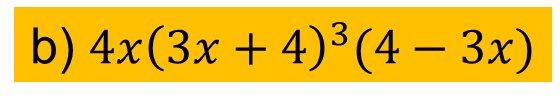 b) 4𝑥(3𝑥 + 4)³(4 − 3𝑥)